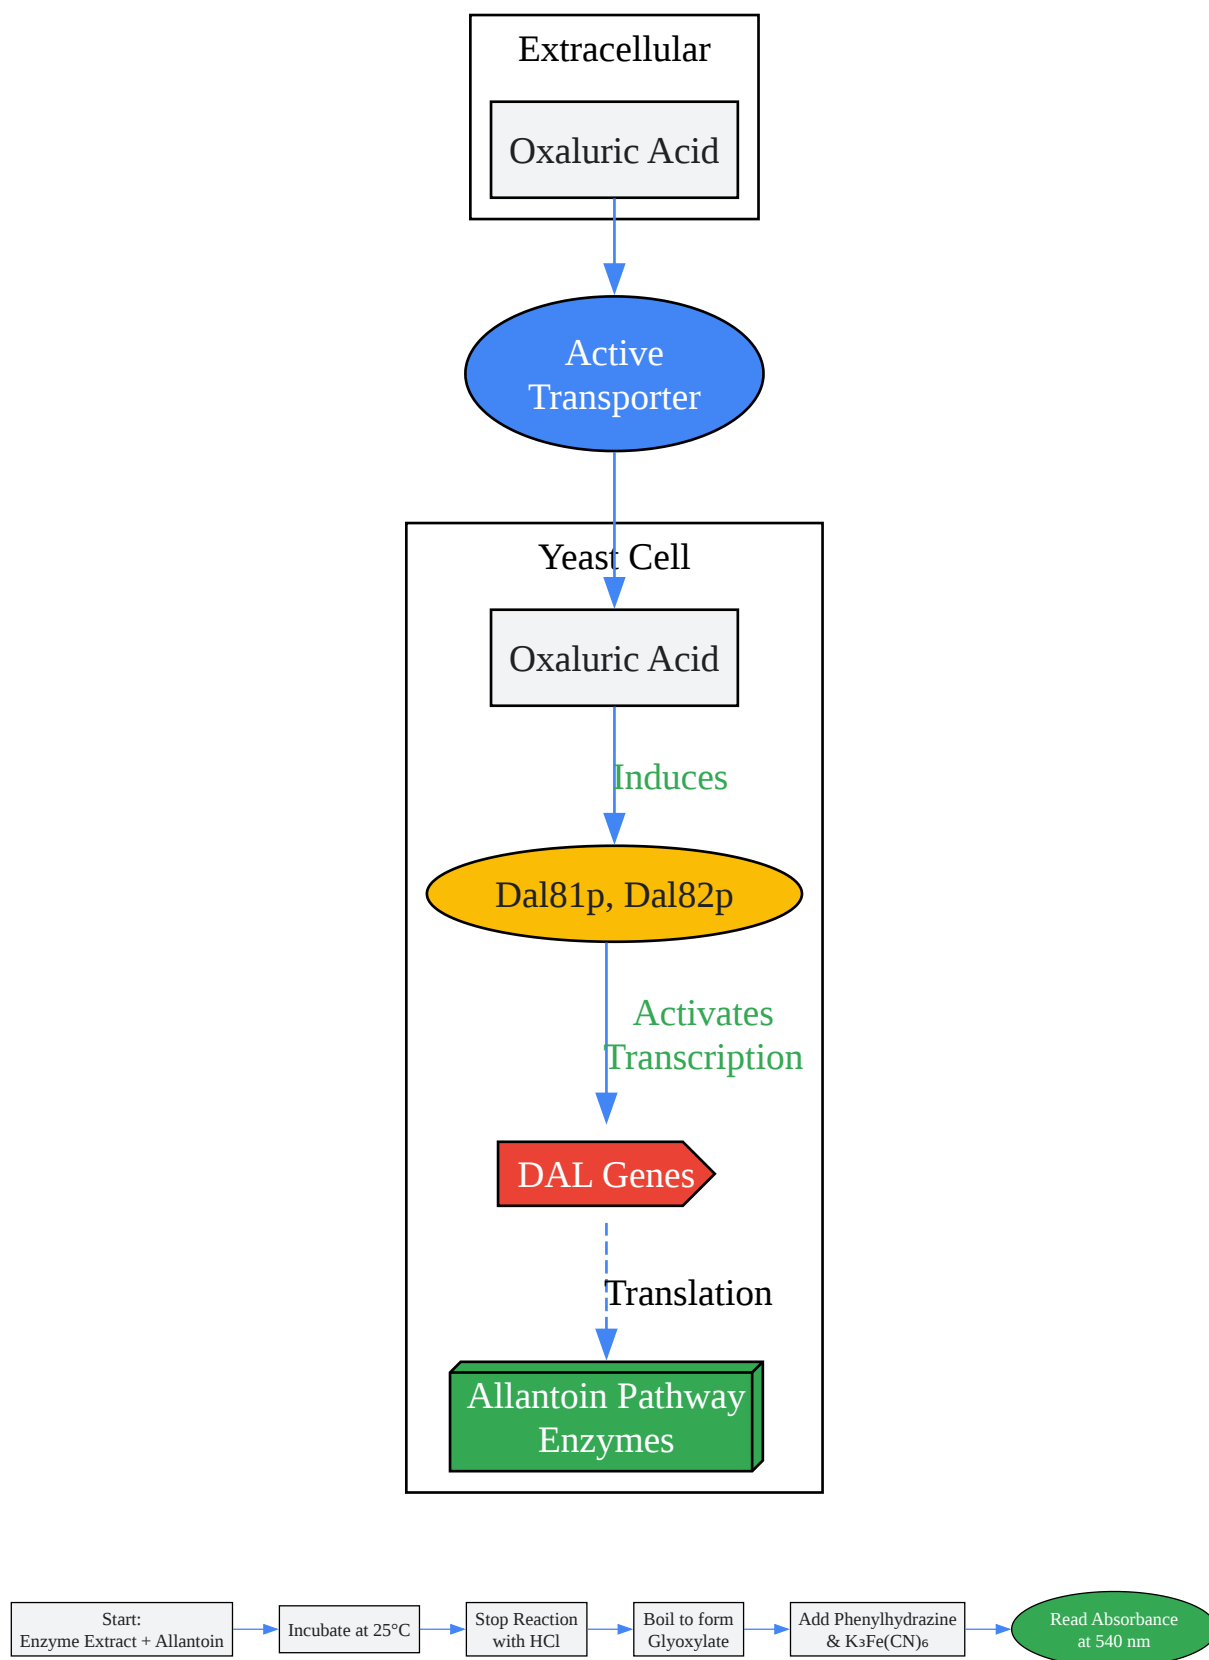 Extracellular
Oxaluric Acid
Active
Transporter
Yeast Cell
Oxaluric Acid
Induces
Dal81p, Dal82p
Activates
Transcription
DAL Genes
Translation
Allantoin Pathway
Enzymes
Start:
Enzyme Extract + Allantoin
Incubate at 25°C
Stop Reaction
with HCl
Boil to form
Glyoxylate
Add Phenylhydrazine
& K₃Fe(CN)₆
Read Absorbance
at 540 nm